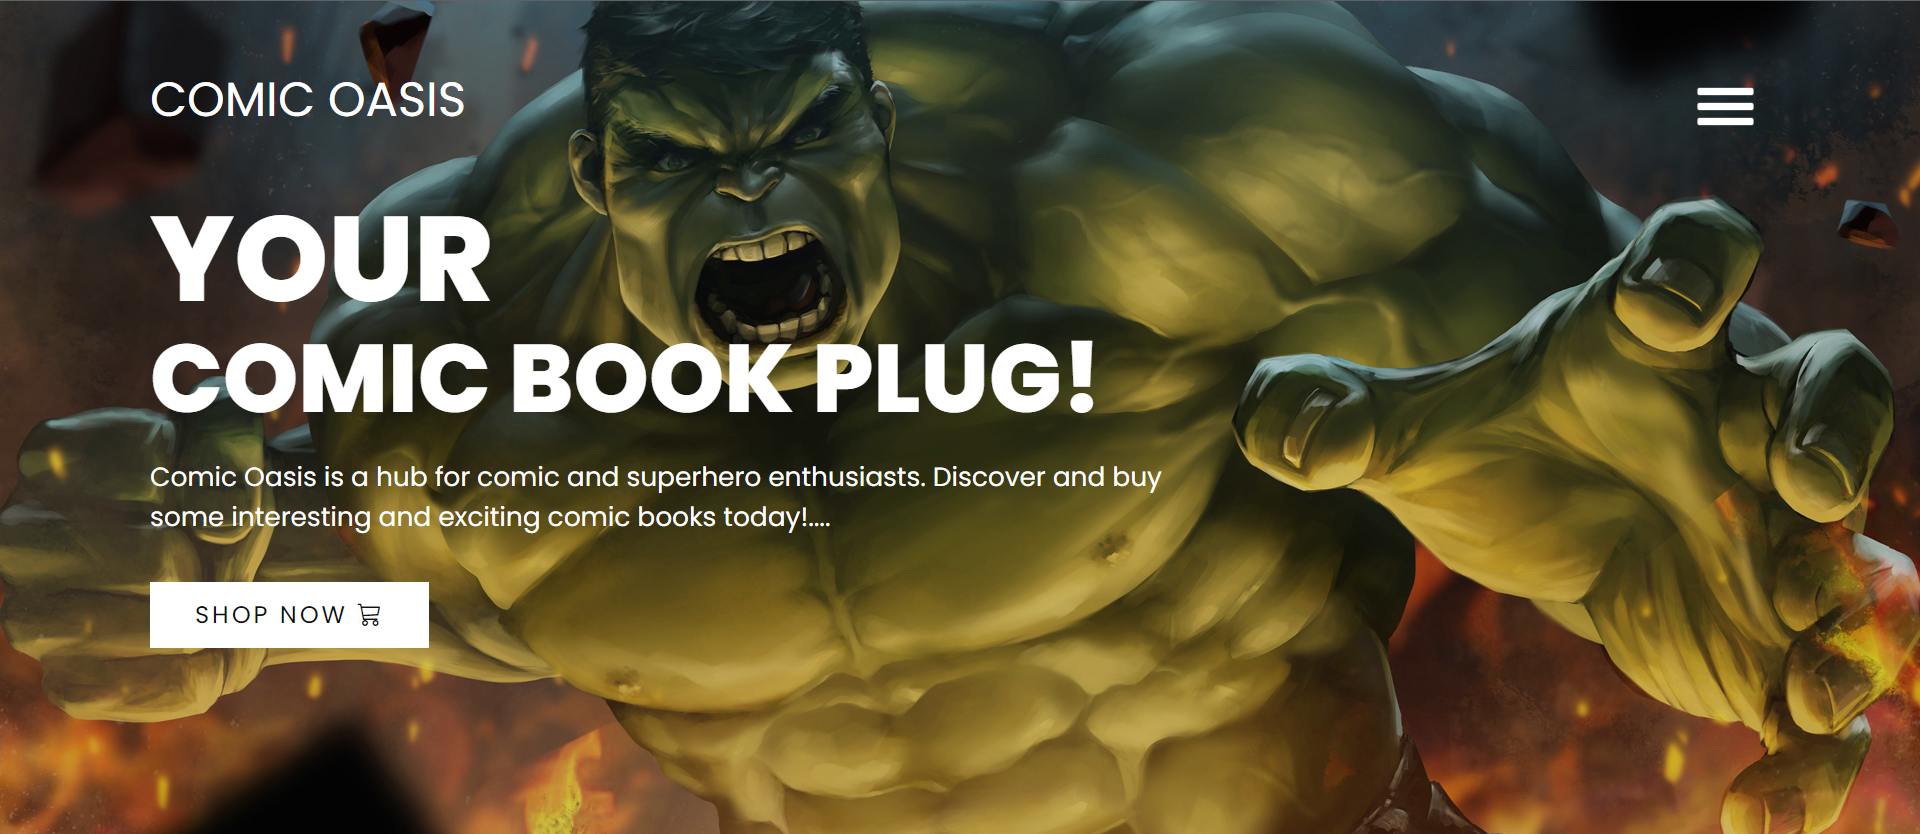 COMIC OASIS
YOUR
COMIC BOOK PLUG!
Comic Oasis is a hub for comic and superhero enthusiasts. Discover and buy
some interesting and exciting comic books today!....
SHOP NOW